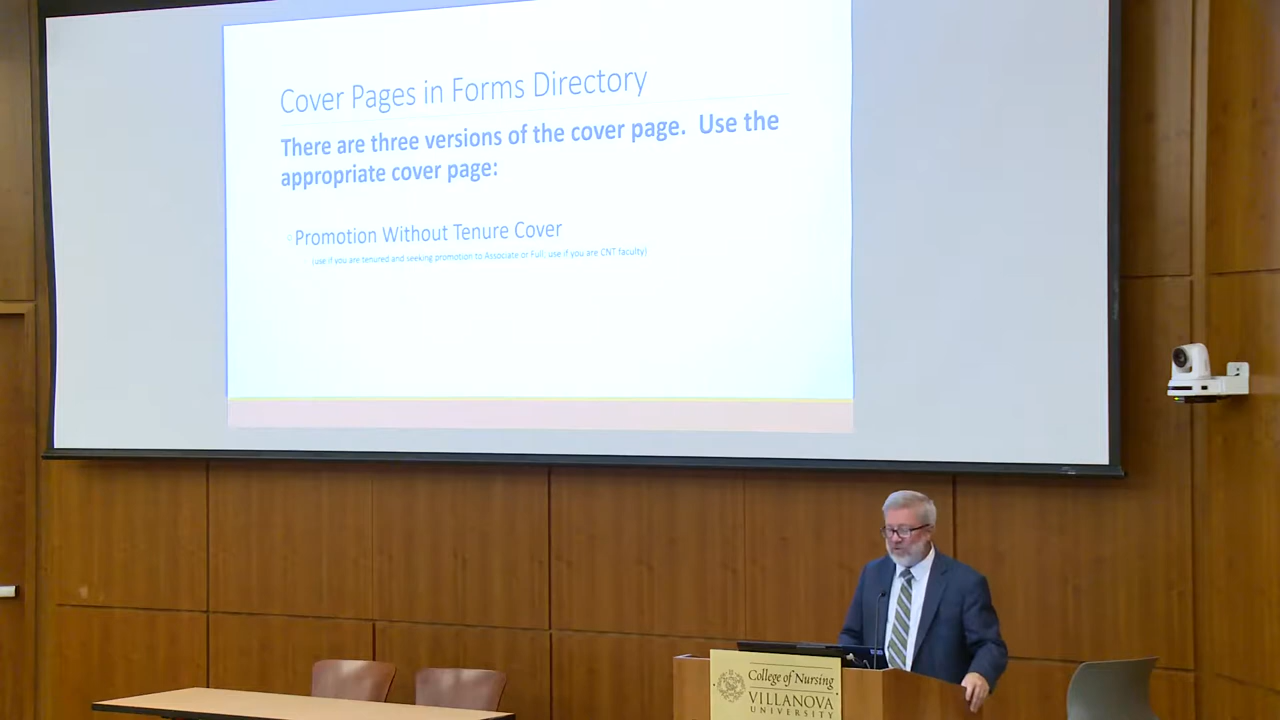 Cover Pages in Forms Directory
There are three versions of the cover page.  Use the
appropriate cover page:
Promotion Without Tenure Cover
(use if you are tenured and seeking promotion to Associate or Full, use if you are CNT faculty)
College of Nursing
VILLANOVA
UNIVERSITY